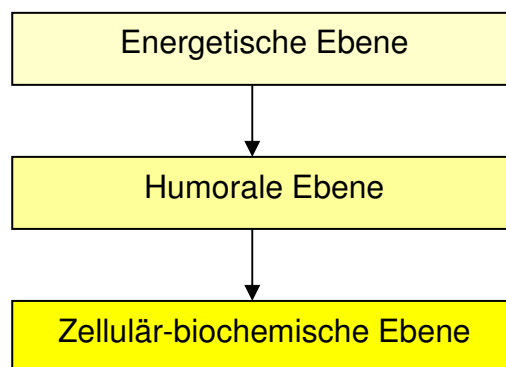 Energetische Ebene
Humorale Ebene
Zellulär-biochemische Ebene